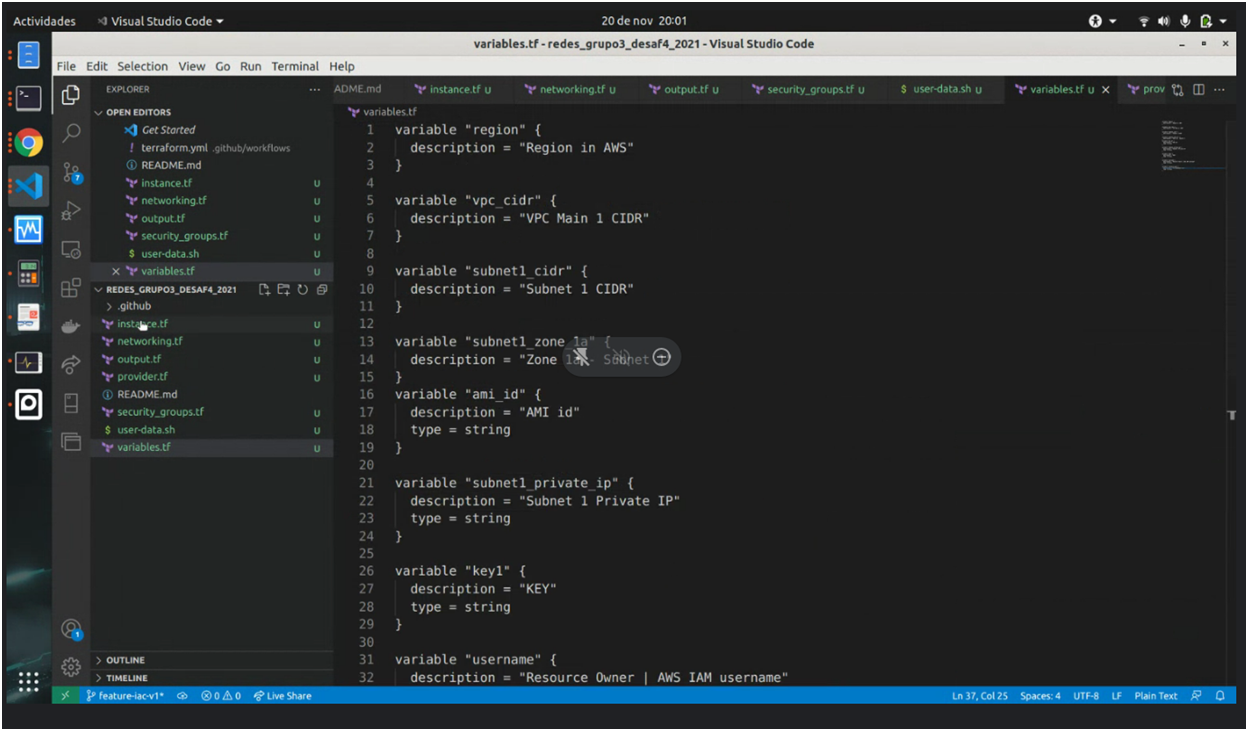 Actividades Visual Studio Code 20 de nov 20:01
variables.tf - redes_grupo3_desaf4_2021 - Visual Studio Code
File Edit Selection View Go Run Terminal Help
EXPLORER
ADME.md instance.tf U networking.tf U output.tf U security_groups.tf U $ user-data.sh U variables.tf U prov
OPEN EDITORS
Get Started
! terraform.yml .github/workflows
README.md
instance.tf U
networking.tf U
output.tf U
security_groups.tf U
$ user-data.sh U
variables.tf U
REDES_GRUPO3_DESAF4_2021
.github
instance.tf U
networking.tf U
output.tf U
provider.tf U
README.md
security_groups.tf U
$ user-data.sh U
variables.tf U
OUTLINE
TIMELINE
7
1
variables.tf
1 variable "region" {
2 description = "Region in AWS"
3 }
4
5 variable "vpc_cidr" {
6 description = "VPC Main 1 CIDR"
7 }
8
9 variable "subnet1_cidr" {
10 description = "Subnet 1 CIDR"
11 }
12
13 variable "subnet1_zone_1a" {
14 description = "Zone 1a - Subnet
15 }
16 variable "ami_id" {
17 description = "AMI id"
18 type = string
19 }
20
21 variable "subnet1_private_ip" {
22 description = "Subnet 1 Private IP"
23 type = string
24 }
25
26 variable "key1" {
27 description = "KEY"
28 type = string
29 }
30
31 variable "username" {
32 description = "Resource Owner | AWS IAM username"
feature-iac-v1* 0 0 Live Share Ln 37, Col 25 Spaces: 4 UTF-8 LF Plain Text